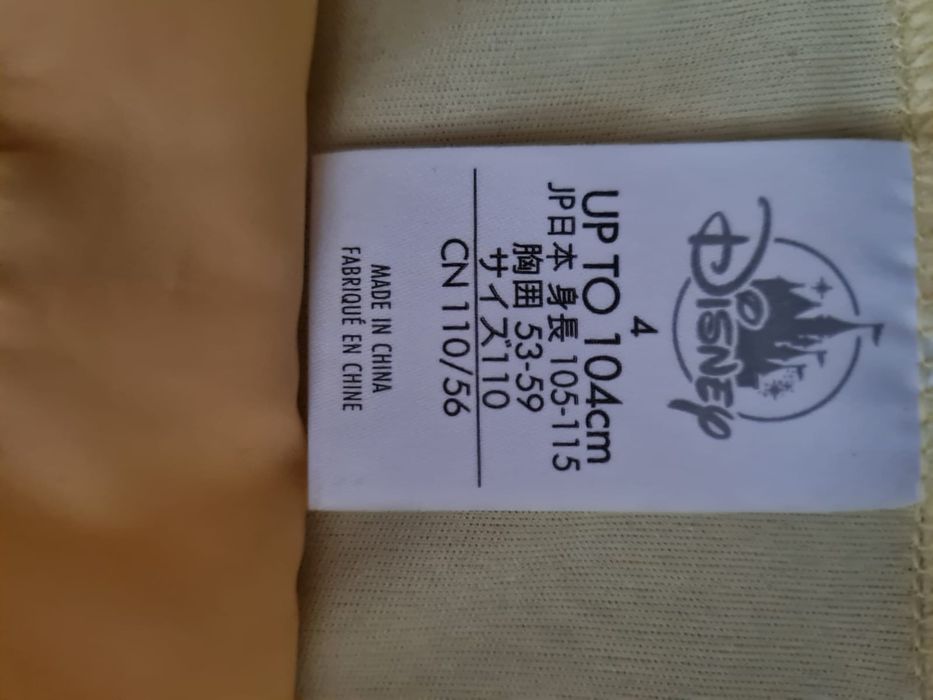 Disney
4
UP TO 104cm
JP日本 身長 105-115
胸囲 53-59
サイズ110
CN 110/56
MADE IN CHINA
FABRIQUÉ EN CHINE